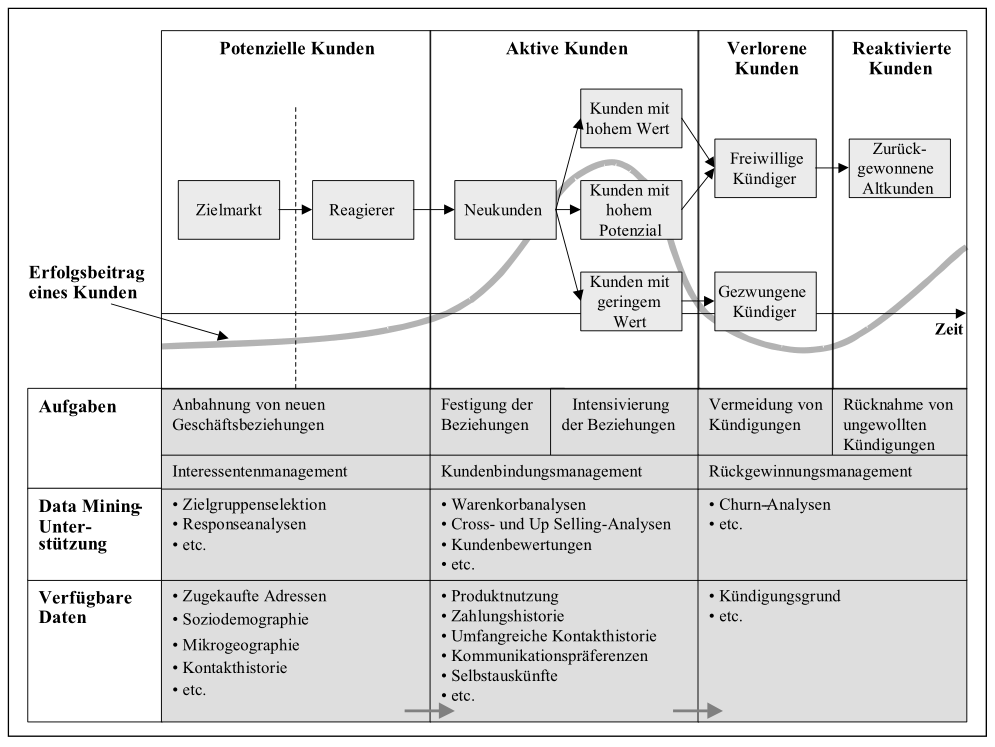 Potenzielle Kunden
Aktive Kunden
Verlorene
Kunden
Reaktivierte
Kunden
Kunden mit
hohem Wert
Freiwillige
Kündiger
Zurück-
gewonnene
Altkunden
Zielmarkt
Reagierer
Neukunden
Kunden mit
hohem
Potenzial
Erfolgsbeitrag
eines Kunden
Kunden mit
geringem
Wert
Gezwungene
Kündiger
Zeit
Aufgaben
Anbahnung von neuen
Geschäftsbeziehungen
Festigung der
Beziehungen
Intensivierung
der Beziehungen
Vermeidung von
Kündigungen
Rücknahme von
ungewollten
Kündigungen
Interessentenmanagement
Kundenbindungsmanagement
Rückgewinnungsmanagement
Data Mining-
Unter-
stützung
• Zielgruppenselektion
• Responseanalysen
• etc.
• Warenkorbanalysen
• Cross- und Up Selling-Analysen
• Kundenbewertungen
• etc.
• Churn-Analysen
• etc.
Verfügbare
Daten
• Zugekaufte Adressen
• Soziodemographie
• Mikrogeographie
• Kontakthistorie
• etc.
• Produktnutzung
• Zahlungshistorie
• Umfangreiche Kontakthistorie
• Kommunikationspräferenzen
• Selbstauskünfte
• etc.
• Kündigungsgrund
• etc.